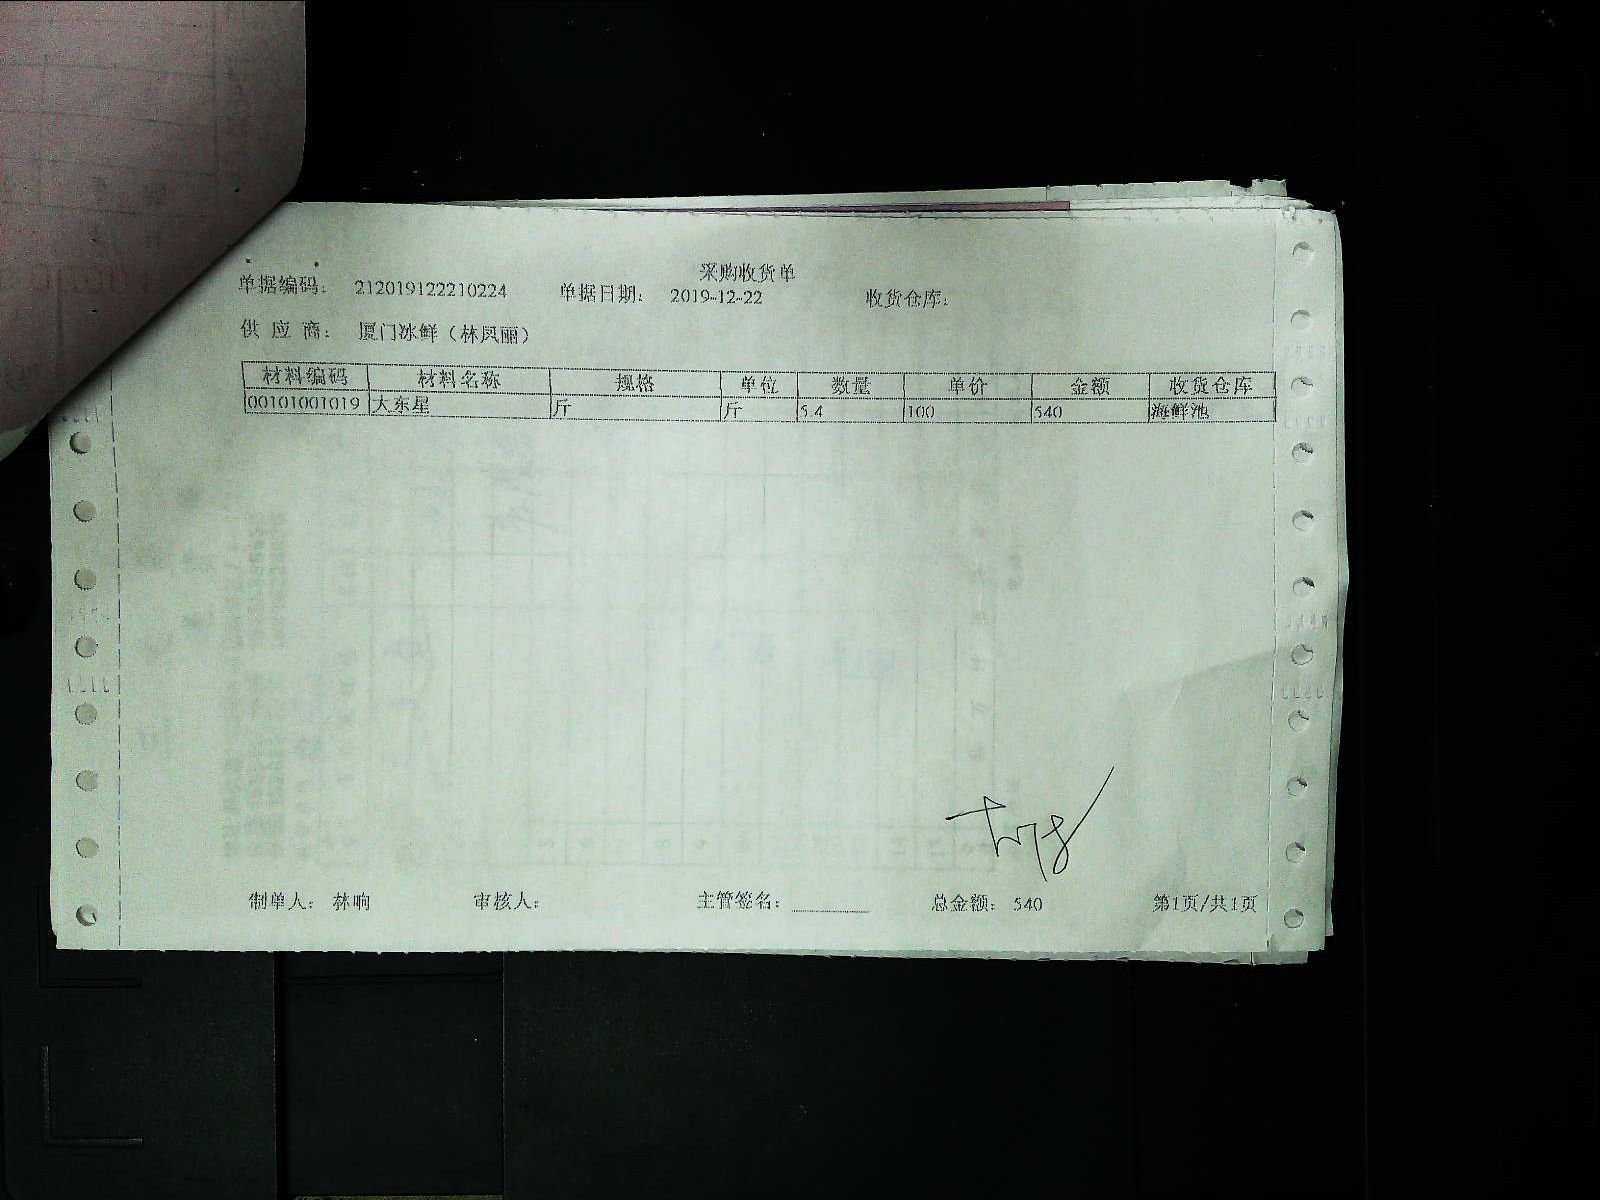 采购收货单
单据编码： 212019122210224 单据日期： 2019-12-22 收货仓库：
供 应 商： 厦门冰鲜（林凤丽）
材料编码 材料名称 规格 单位 数量 单价 金额 收货仓库
00101001019 大东星 斤 斤 5.4 100 540 海鲜池
制单人： 林响 审核人： 主管签名： 总金额： 540 第1页/共1页